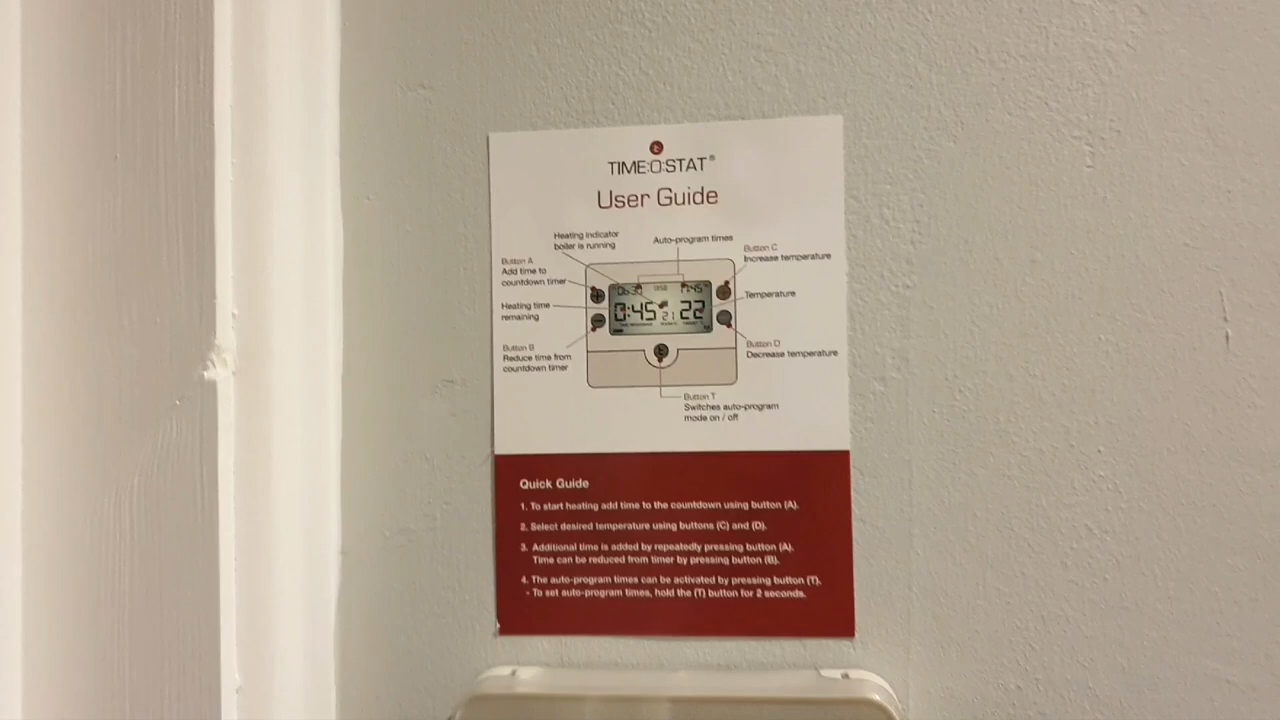 TIME:O:STAT®
User Guide
Heating indicator
boiler is running
Auto-program times
Button C
Increase temperature
Button A
Add time to
countdown timer
Temperature
Heating time
remaining
0:45
21
22
Button B
Reduce time from
countdown timer
Button D
Decrease temperature
Button T
Switches auto-program
mode on / off
Quick Guide
1. To start heating add time to the countdown using button (A).
2. Select desired temperature using buttons (C) and (D).
3. Additional time is added by repeatedly pressing button (A).
Time can be reduced from timer by pressing button (B).
4. The auto-program times can be activated by pressing button (T).
- To set auto-program times, hold the (T) button for 2 seconds.